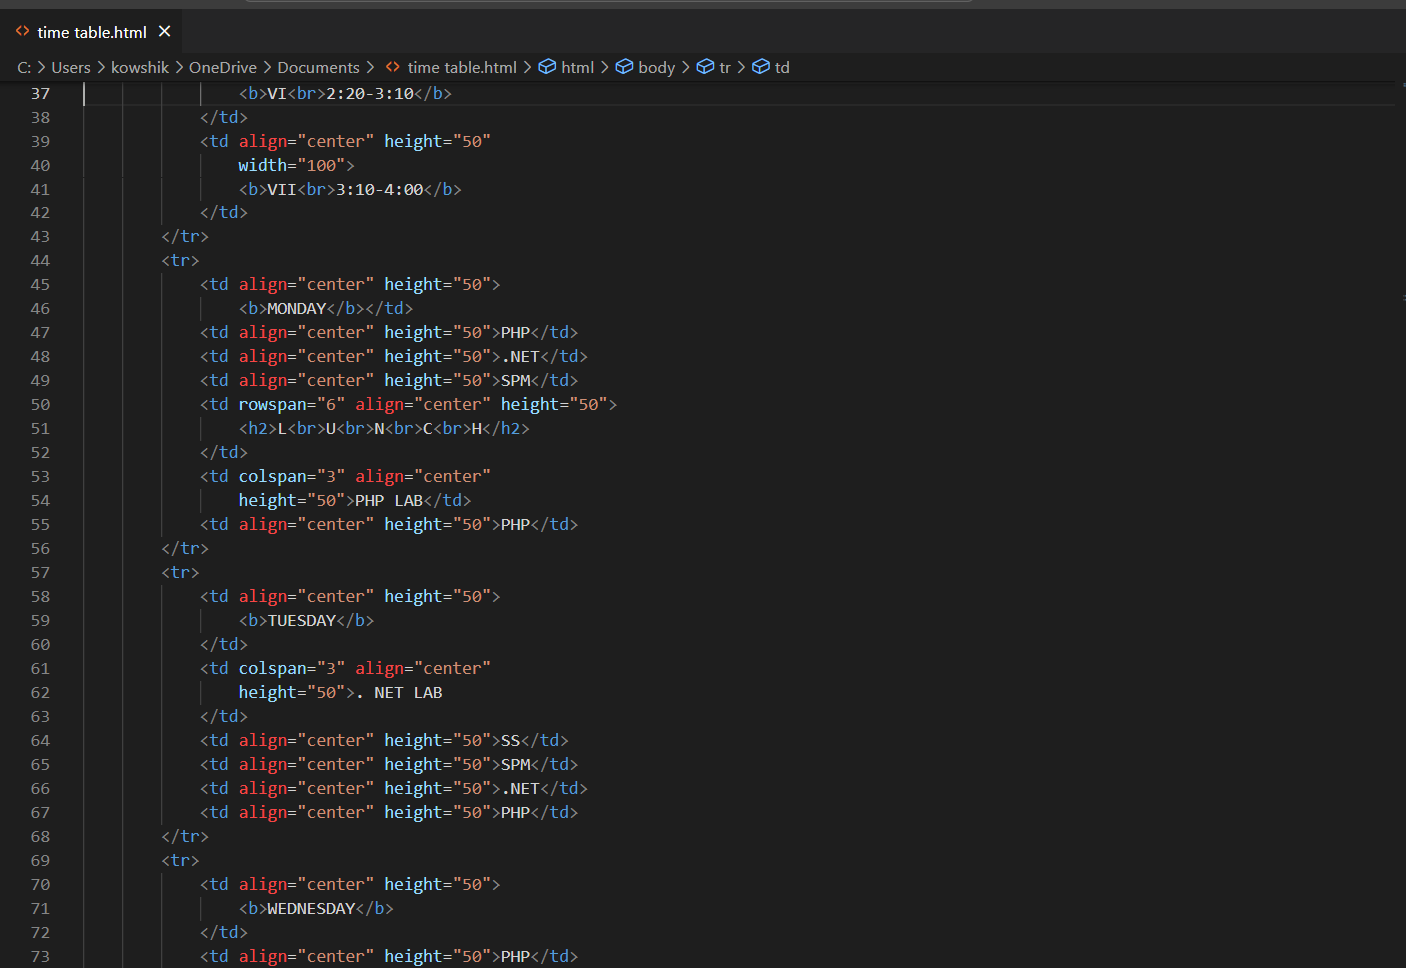 <> time table.html ×
C: > Users > kowshik > OneDrive > Documents > <> time table.html > html > body > tr > td
37 <b>VI<br>2:20-3:10</b>
38 </td>
39 <td align="center" height="50"
40 width="100">
41 <b>VII<br>3:10-4:00</b>
42 </td>
43 </tr>
44 <tr>
45 <td align="center" height="50">
46 <b>MONDAY</b></td>
47 <td align="center" height="50">PHP</td>
48 <td align="center" height="50">.NET</td>
49 <td align="center" height="50">SPM</td>
50 <td rowspan="6" align="center" height="50">
51 <h2>L<br>U<br>N<br>C<br>H</h2>
52 </td>
53 <td colspan="3" align="center"
54 height="50">PHP LAB</td>
55 <td align="center" height="50">PHP</td>
56 </tr>
57 <tr>
58 <td align="center" height="50">
59 <b>TUESDAY</b>
60 </td>
61 <td colspan="3" align="center"
62 height="50">. NET LAB
63 </td>
64 <td align="center" height="50">SS</td>
65 <td align="center" height="50">SPM</td>
66 <td align="center" height="50">.NET</td>
67 <td align="center" height="50">PHP</td>
68 </tr>
69 <tr>
70 <td align="center" height="50">
71 <b>WEDNESDAY</b>
72 </td>
73 <td align="center" height="50">PHP</td>